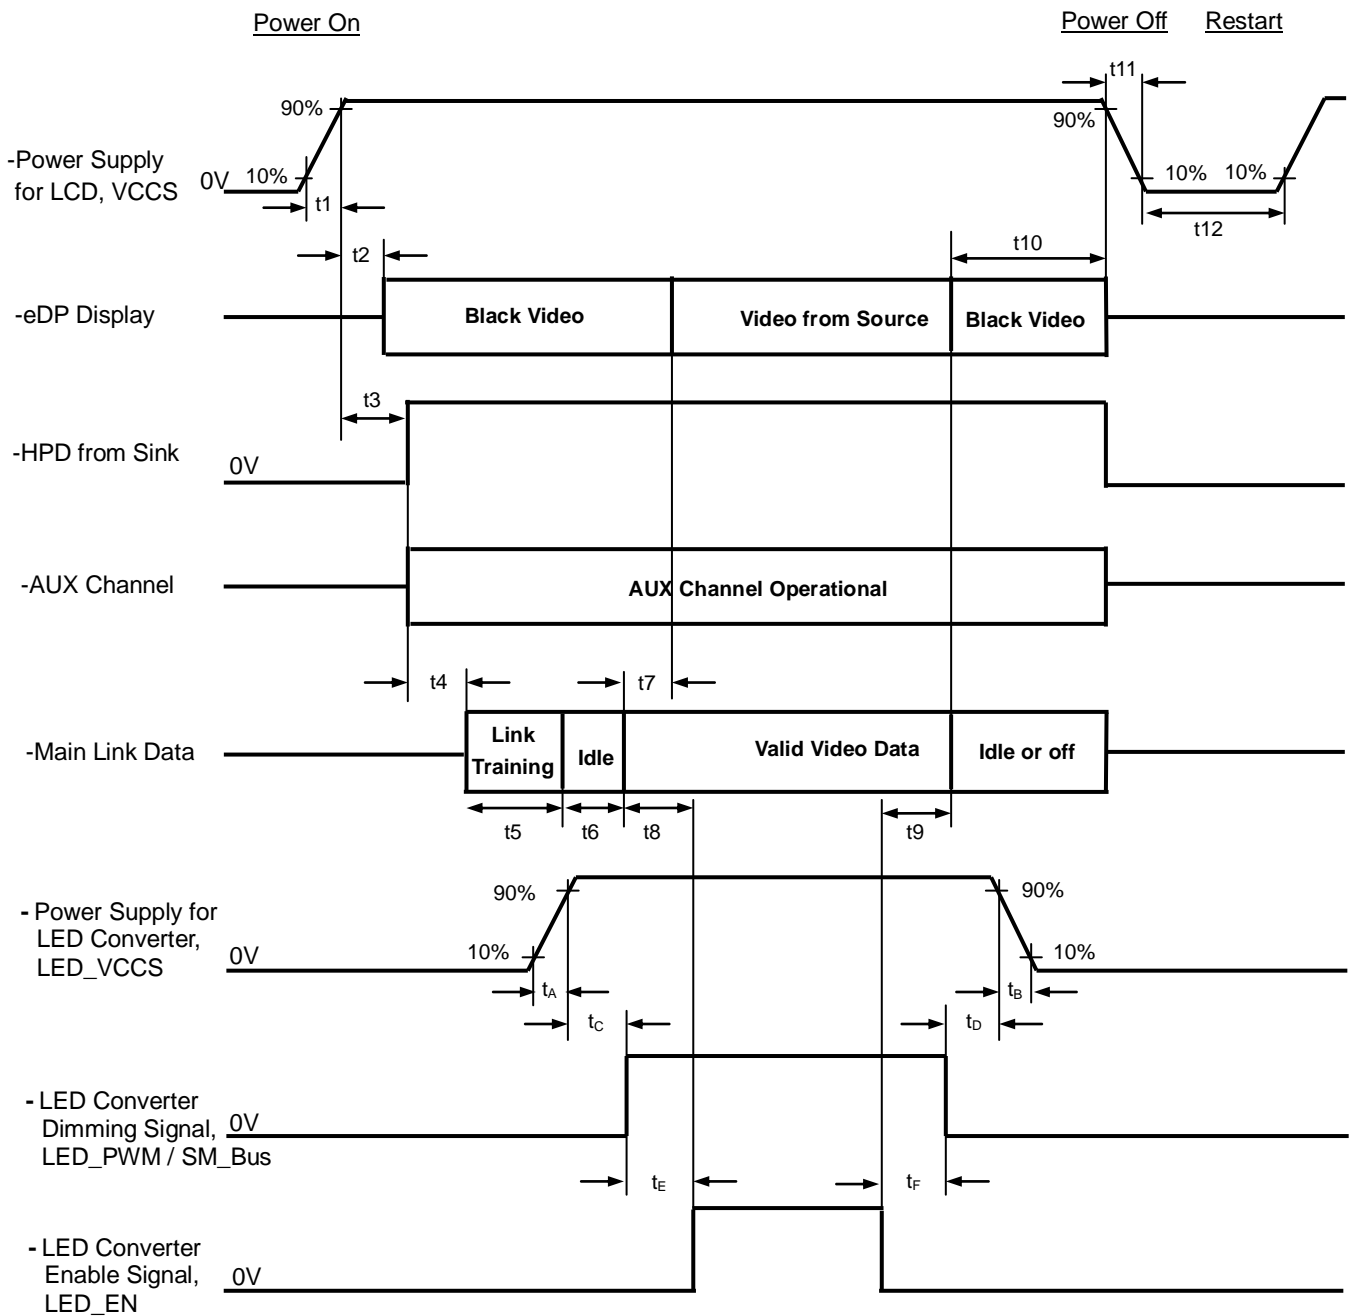 Power On
Power Off
Restart
t11
90%
90%
-Power Supply
for LCD, VCCS
0V
10%
10%
10%
t1
t12
t2
t10
-eDP Display
Black Video
Video from Source
Black Video
t3
-HPD from Sink
0V
-AUX Channel
AUX Channel Operational
t4
t7
-Main Link Data
Link
Training
Idle
Valid Video Data
Idle or off
t5
t6
t8
t9
90%
90%
- Power Supply for
LED Converter,
LED_VCCS
0V
10%
10%
tA
tB
tC
tD
- LED Converter
Dimming Signal,
LED_PWM / SM_Bus
0V
tE
tF
- LED Converter
Enable Signal,
LED_EN
0V